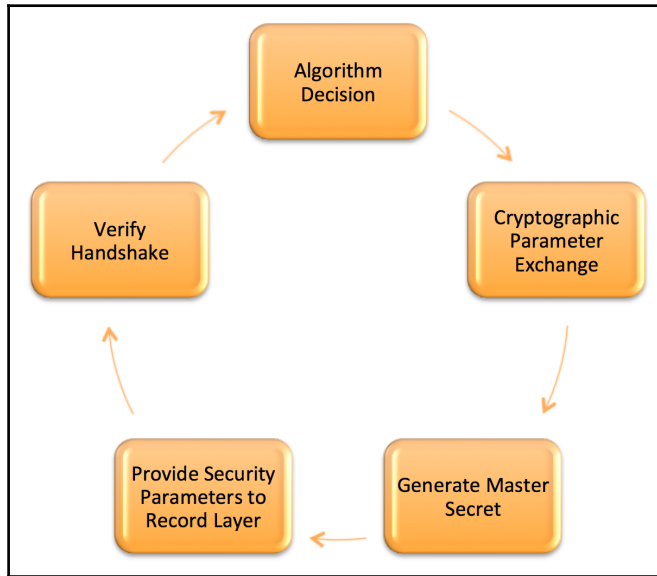 Algorithm
Decision
Cryptographic
Parameter
Exchange
Generate Master
Secret
Provide Security
Parameters to
Record Layer
Verify
Handshake